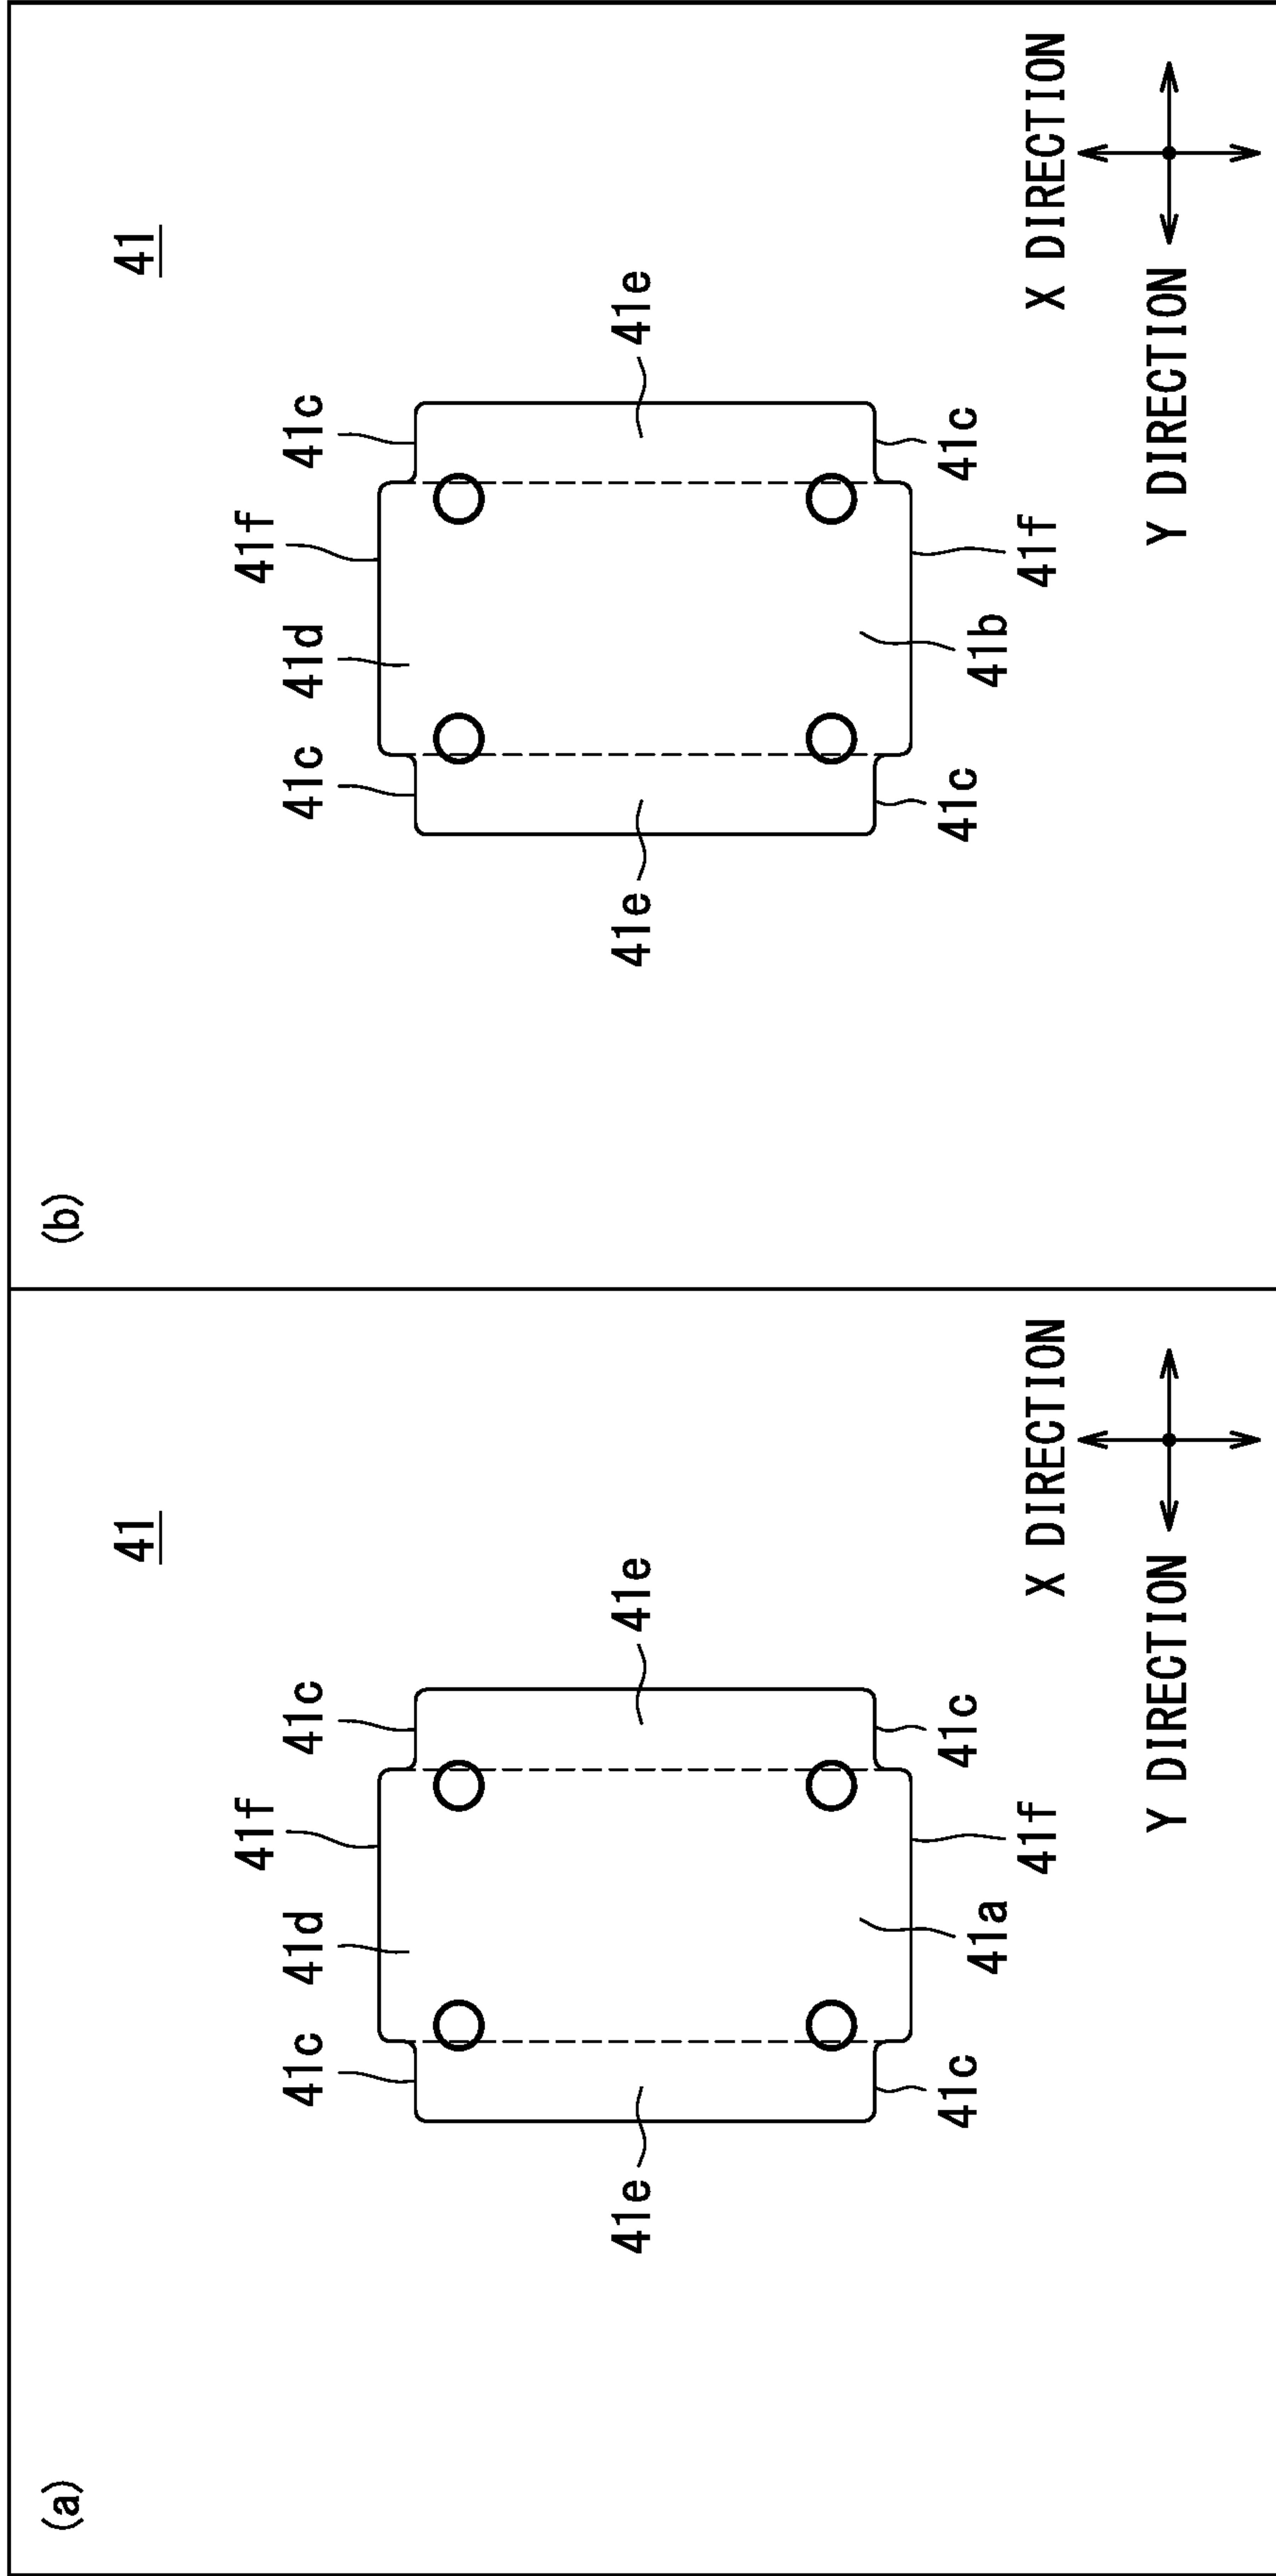 (a)
41
41f
41c 41d 41c
41e 41e
41c 41a 41c
41f
X DIRECTION
Y DIRECTION
(b)
41
41f
41c 41d 41c
41e 41e
41c 41b 41c
41f
X DIRECTION
Y DIRECTION